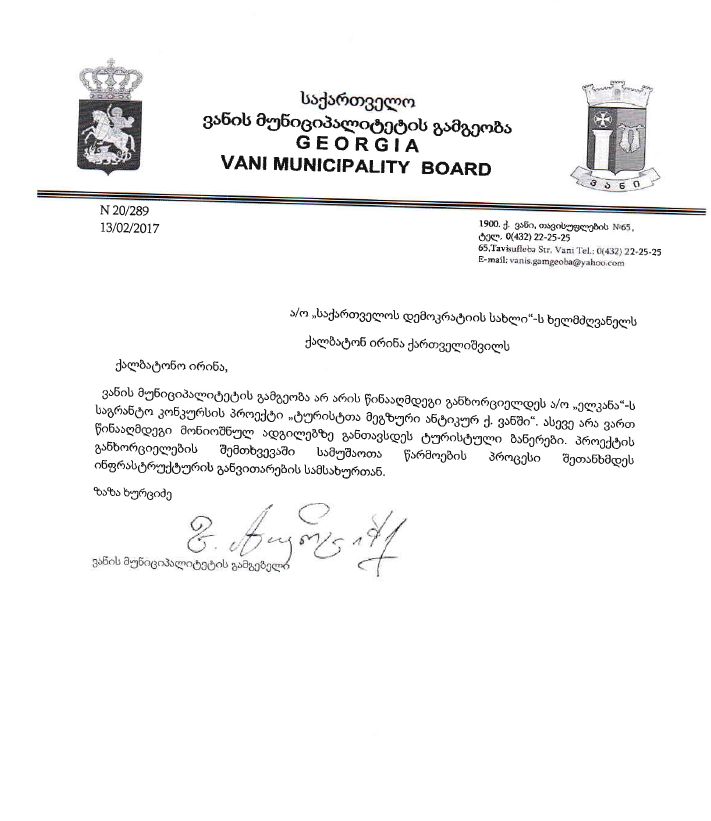 საქართველო
ვანის მუნიციპალიტეტის გამგეობა
GEORGIA
VANI MUNICIPALITY BOARD
ვანი
N 20/289
13/02/2017
1900. ქ. ვანი, თავისუფლების №65,
ტელ. 0(432) 22-25-25
65,Tavisufleba Str. Vani Tel.: 0(432) 22-25-25
E-mail: vanis.gamgeoba@yahoo.com
ა/ო „საქართველოს დემოკრატიის სახლი“-ს ხელმძღვანელს
ქალბატონ ირინა ქართველიშვილს
ქალბატონო ირინა,
ვანის მუნიციპალიტეტის გამგეობა არ არის წინააღმდეგი განხორციელდეს ა/ო „ელკანა“-ს
საგრანტო კონკურსის პროექტი „ტურისტთა მეგზური ანტიკურ ქ. ვანში“. ასევე არა ვართ
წინააღმდეგი მონიოშნულ ადგილებზე განთავსდეს ტურისტული ბანერები. პროექტის
განხორციელების შემთხვევაში სამუშაოთა წარმოების პროცესი შეთანხმდეს
ინფრასტრუქტურის განვითარების სამსახურთან.
ზაზა ხურციძე
ვანის მუნიციპალიტეტის გამგებელი